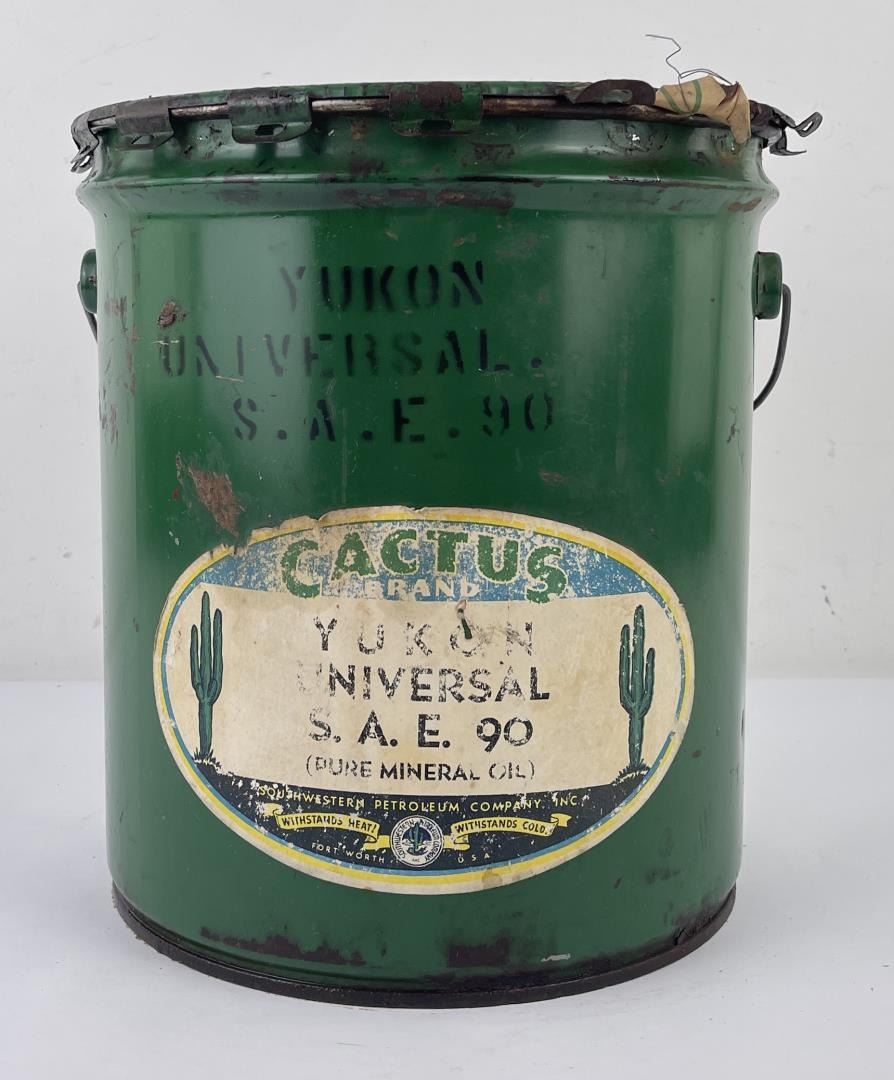 YUKON
UNIVERSAL.
S.A.E.90
CACTUS
BRAND
YUKON
UNIVERSAL
S. A. E. 90
(PURE MINERAL OIL)
SOUTHWESTERN PETROLEUM COMPANY, INC.
WITHSTANDS HEAT! WITHSTANDS COLD.
FORT WORTH U S A